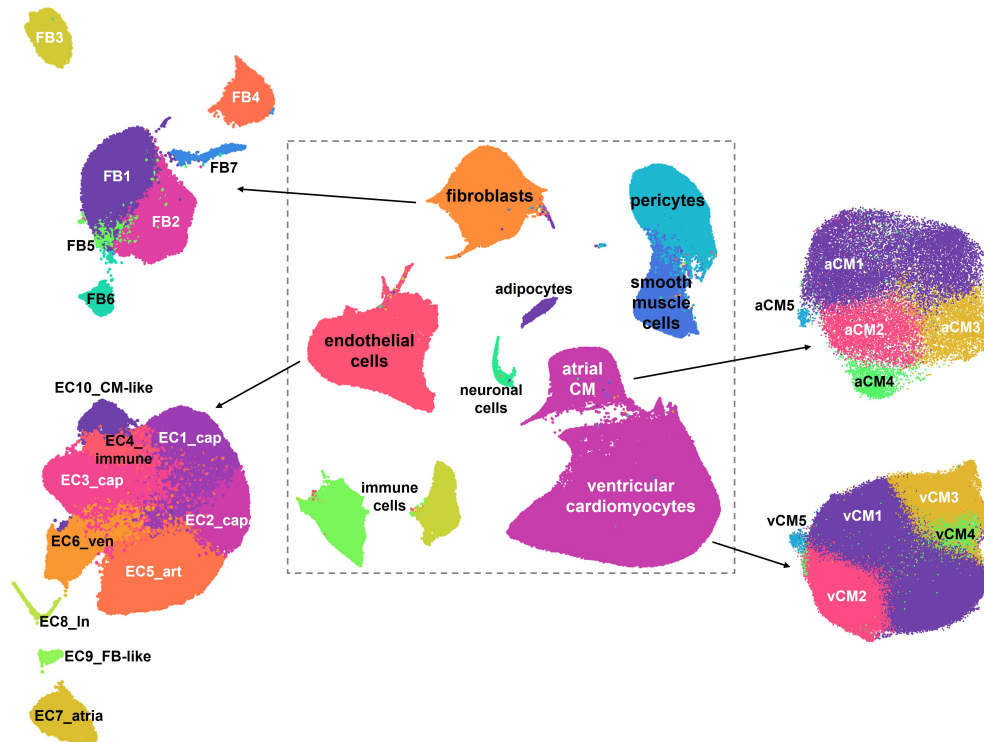 FB3
FB4
FB1
FB7
FB2
FB5
FB6
fibroblasts
pericytes
adipocytes
smooth
muscle
cells
endothelial
cells
neuronal
cells
atrial
CM
immune
cells
ventricular
cardiomyocytes
aCM1
aCM5
aCM2
aCM3
aCM4
EC10_CM-like
EC1_cap
EC4_
immune
EC3_cap
EC2_cap
EC6_ven
EC5_art
EC8_ln
EC9_FB-like
EC7_atria
vCM3
vCM1
vCM5
vCM4
vCM2